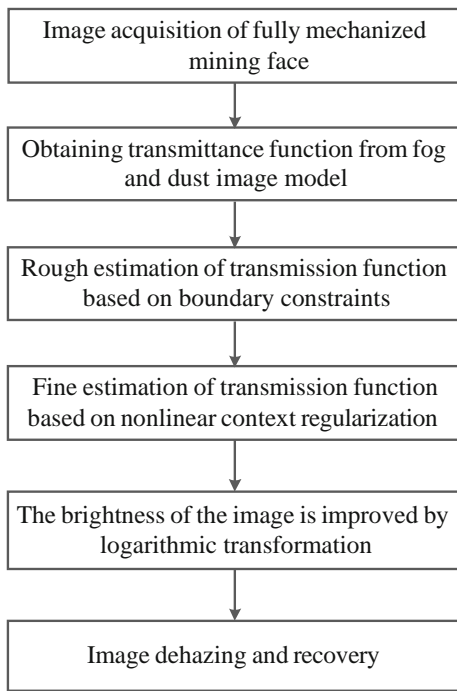 Image acquisition of fully mechanized
mining face
Obtaining transmittance function from fog
and dust image model
Rough estimation of transmission function
based on boundary constraints
Fine estimation of transmission function
based on nonlinear context regularization
The brightness of the image is improved by
logarithmic transformation
Image dehazing and recovery